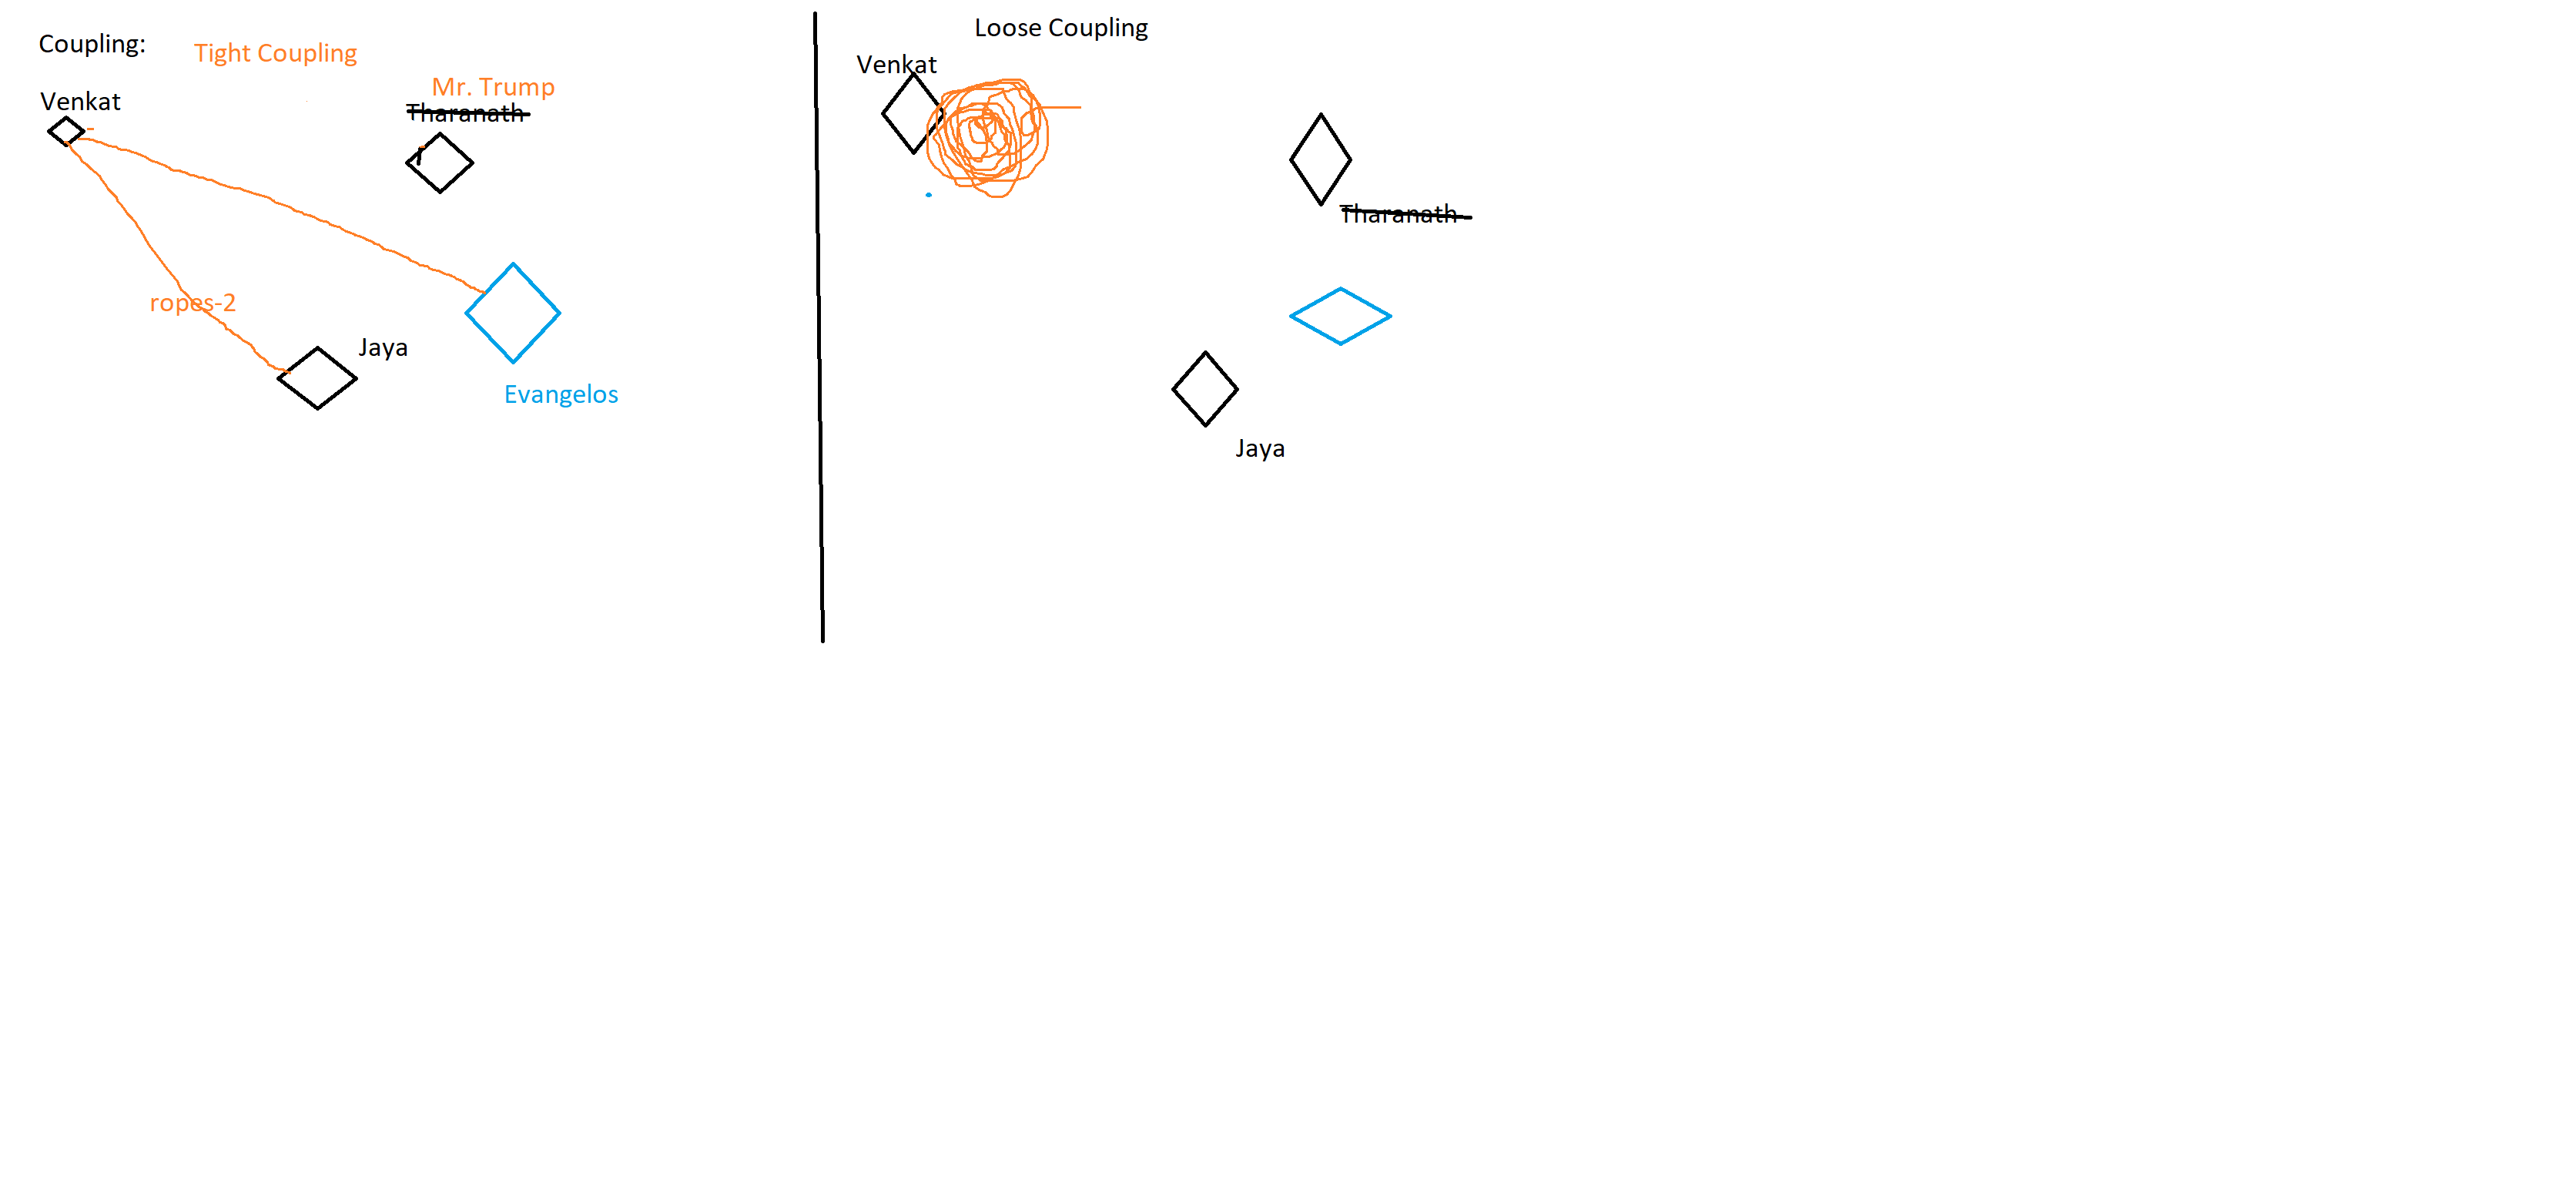 Coupling:
Tight Coupling
Venkat
Mr. Trump
Tharanath
ropes-2
Jaya
Evangelos
Loose Coupling
Venkat
Tharanath
Jaya